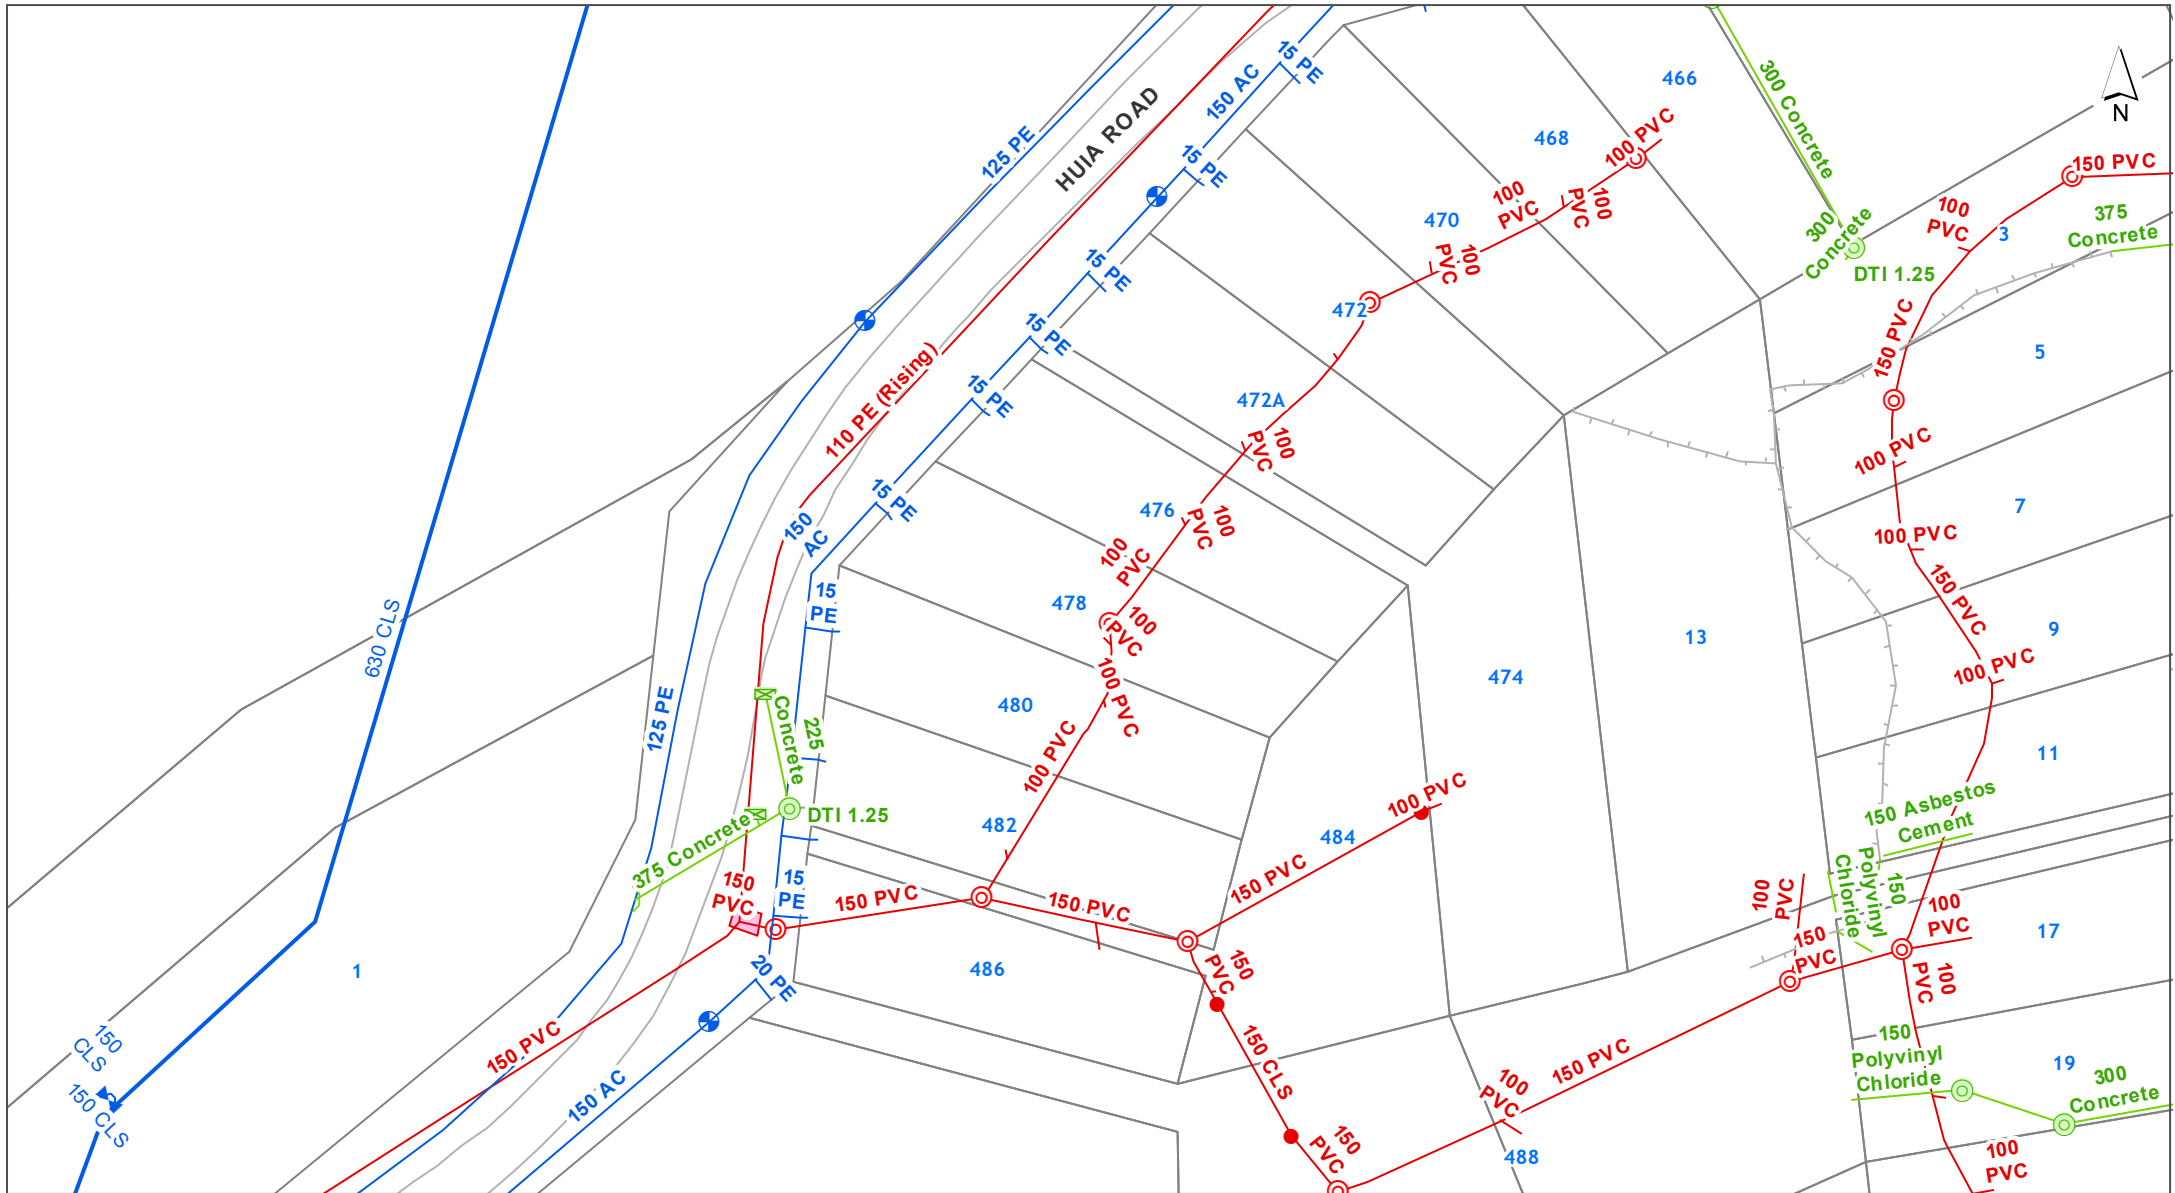 15 PE
150 AC
466
300 Concrete
N
HUIA ROAD
125 PE
468
100 PVC
150 PVC
15 PE
100
PVC
100
PVC
470
300
Concrete
100
PVC
3
375
Concrete
15 PE
100
PVC
DTI 1.25
472
15 PE
150 PVC
5
110 PE (Rising)
15 PE
472A
100
PVC
100 PVC
15 PE
476
100
PVC
7
150
AC
100
PVC
100 PVC
15
PE
478
100
PVC
150 PVC
9
630 CLS
13
100 PVC
474
100 PVC
480
125 PE
Concrete
225
100 PVC
11
DTI 1.25
482
100 PVC
484
150 Asbestos
Cement
375 Concrete
150
PVC
15
PE
150 PVC
150 PVC
150 PVC
100
PVC
Polyvinyl
Chloride
150
100
PVC
17
150
PVC
1
20 PE
486
150
PVC
100
PVC
150
CLS
150 CLS
150 PVC
150 AC
150 CLS
150 PVC
100
PVC
150
Polyvinyl
Chloride
19
300
Concrete
150
PVC
488
100
PVC